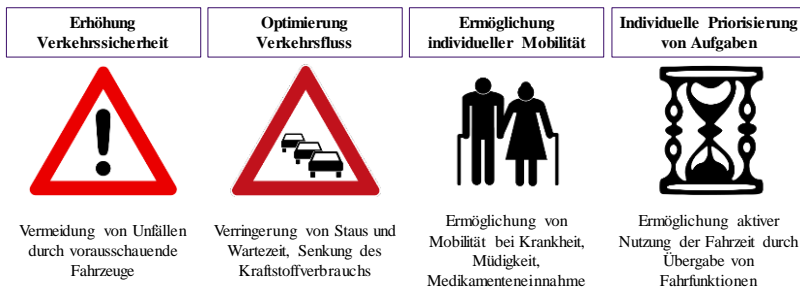 Erhöhung
Verkehrssicherheit
Vermeidung von Unfällen
durch vorausschauende
Fahrzeuge
Optimierung
Verkehrsfluss
Verringerung von Staus und
Wartezeit, Senkung des
Kraftstoffverbrauchs
Ermöglichung
individueller Mobilität
Ermöglichung von
Mobilität bei Krankheit,
Müdigkeit,
Medikamenteneinnahme
Individuelle Priorisierung
von Aufgaben
Ermöglichung aktiver
Nutzung der Fahrzeit durch
Übergabe von
Fahrfunktionen